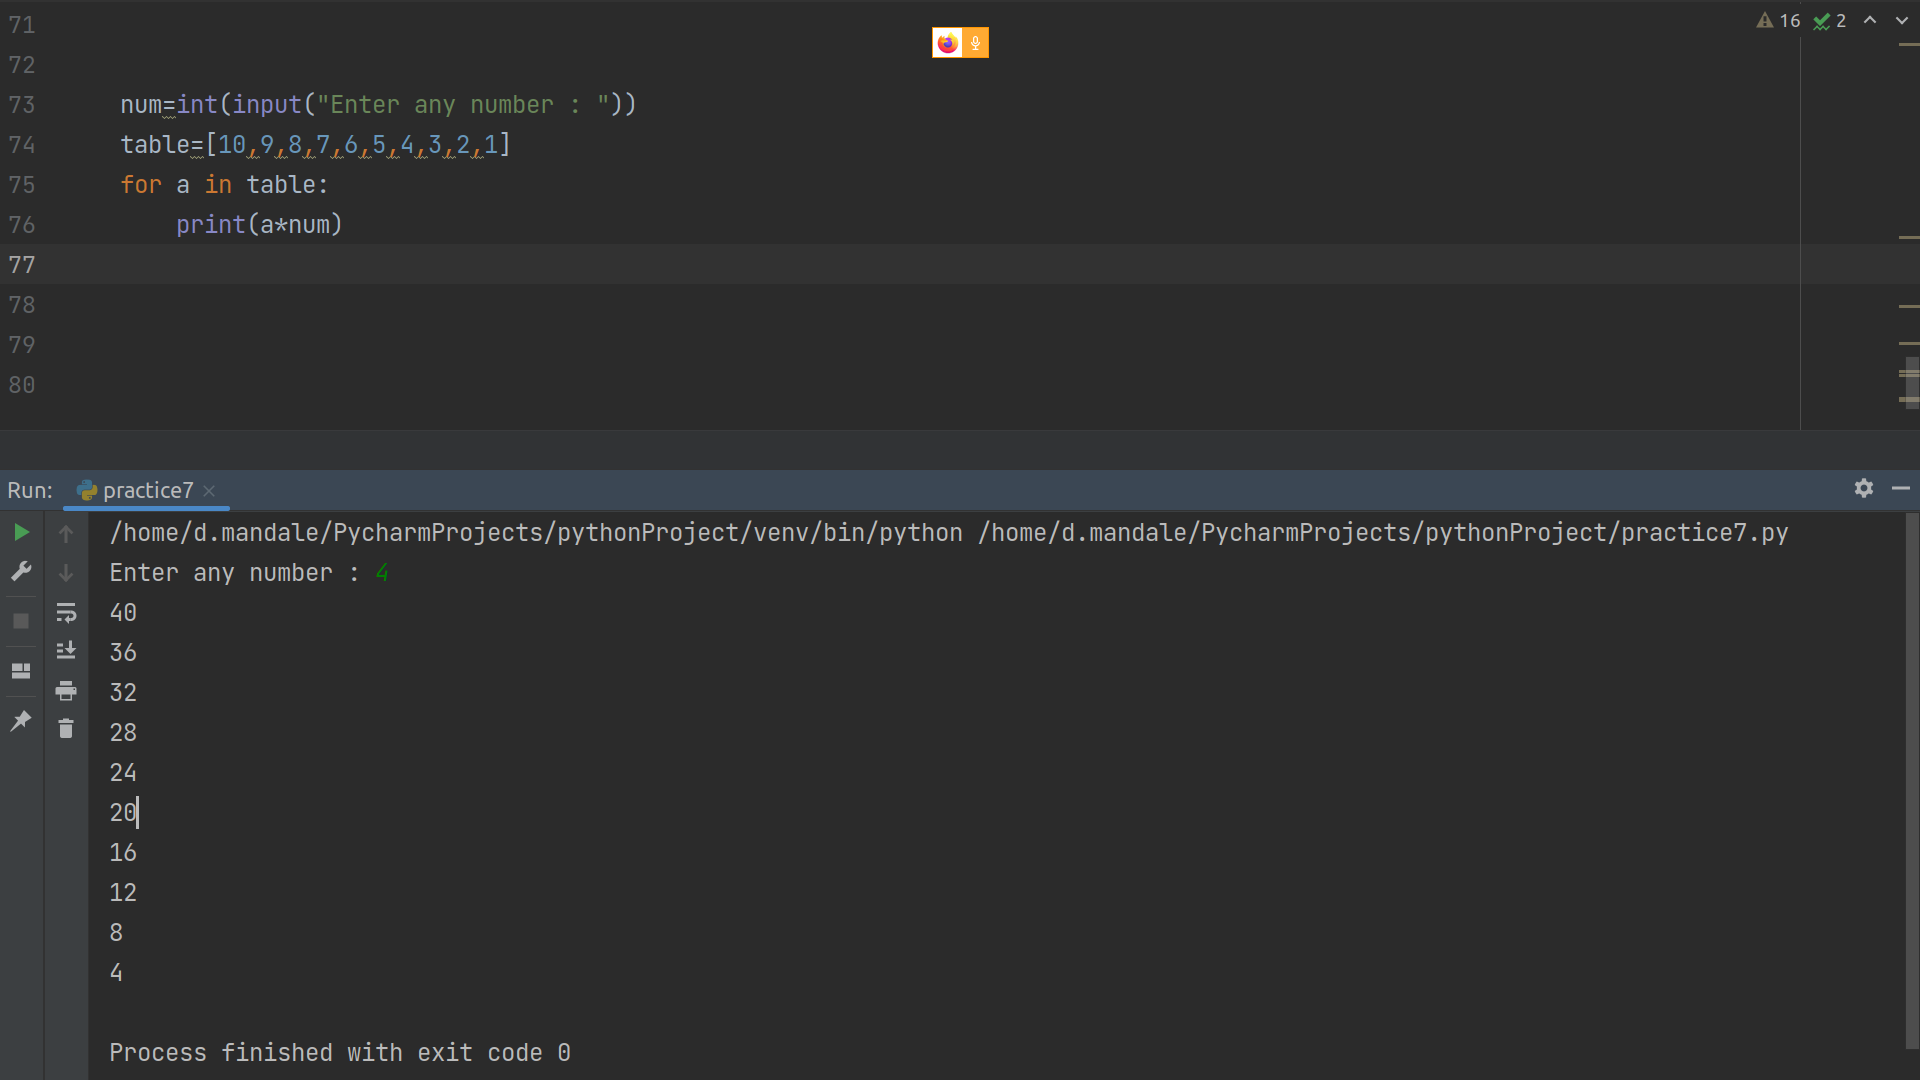 71
16 2
72
73 num=int(input("Enter any number : "))
74 table=[10,9,8,7,6,5,4,3,2,1]
75 for a in table:
76     print(a*num)
77
78
79
80
Run: practice7
/home/d.mandale/PycharmProjects/pythonProject/venv/bin/python /home/d.mandale/PycharmProjects/pythonProject/practice7.py
Enter any number : 4
40
36
32
28
24
20
16
12
8
4
Process finished with exit code 0